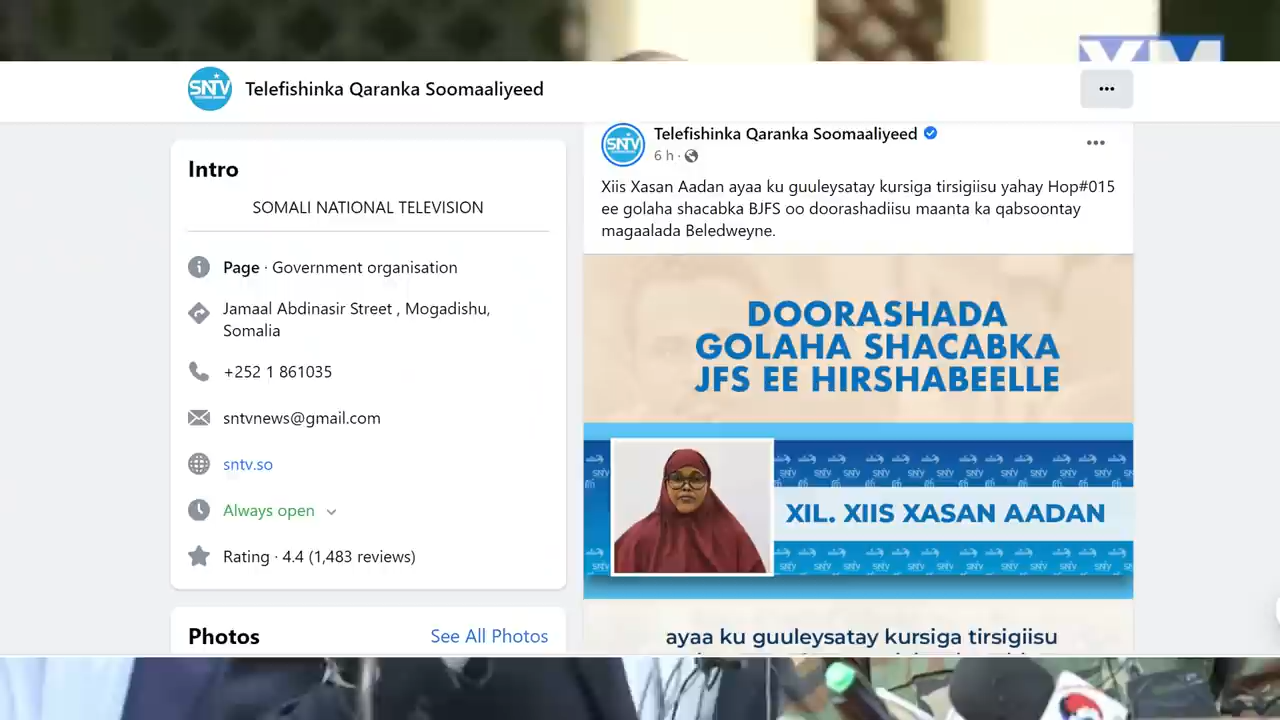 XM
SNTV
Telefishinka Qaranka Soomaaliyeed
...
Intro
SOMALI NATIONAL TELEVISION
Page · Government organisation
Jamaal Abdinasir Street , Mogadishu,
Somalia
+252 1 861035
sntvnews@gmail.com
sntv.so
Always open
Rating · 4.4 (1,483 reviews)
Photos
See All Photos
SNTV
Telefishinka Qaranka Soomaaliyeed
6 h ·
Xiis Xasan Aadan ayaa ku guuleysatay kursiga tirsigiisu yahay Hop#015
ee golaha shacabka BJFS oo doorashadiisu maanta ka qabsoontay
magaalada Beledweyne.
DOORASHADA
GOLAHA SHACABKA
JFS EE HIRSHABEELLE
XIL. XIIS XASAN AADAN
ayaa ku guuleysatay kursiga tirsigiisu